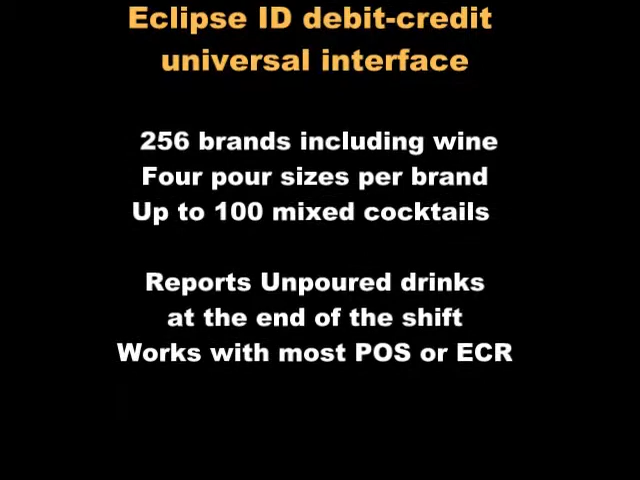 Eclipse ID debit-credit
universal interface
256 brands including wine
Four pour sizes per brand
Up to 100 mixed cocktails
Reports Unpoured drinks
at the end of the shift
Works with most POS or ECR